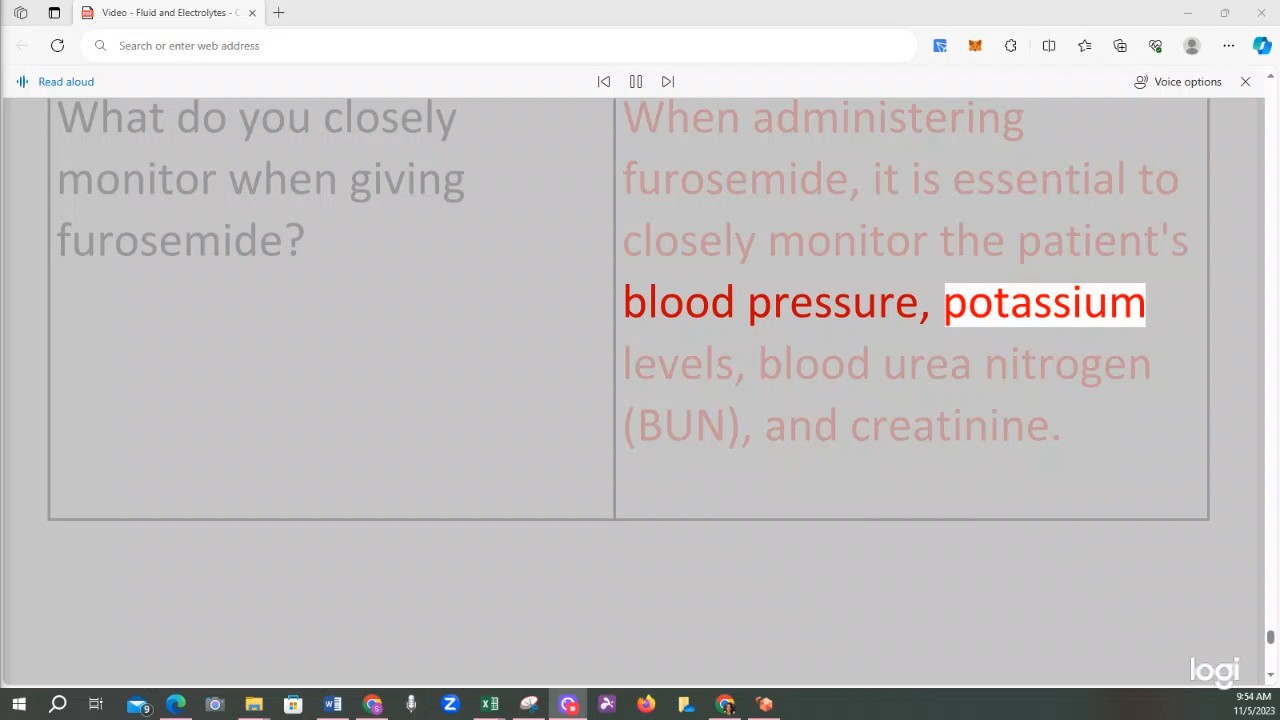 Video - Fluid and Electrolytes -
Search or enter web address
Read aloud
Voice options
What do you closely
monitor when giving
furosemide?
When administering
furosemide, it is essential to
closely monitor the patient's
blood pressure, potassium
levels, blood urea nitrogen
(BUN), and creatinine.
logi
9
9:54 AM
11/5/2023